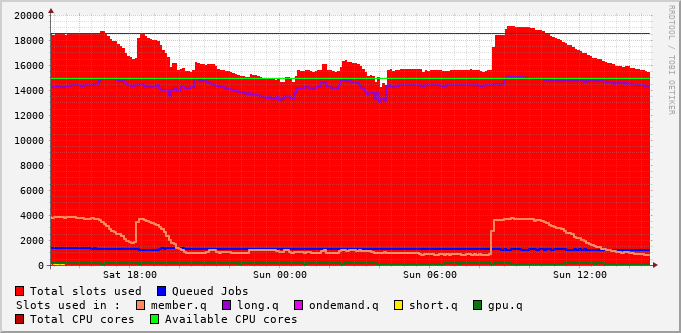 20000
18000
16000
14000
12000
10000
8000
6000
4000
2000
0
Sat 18:00 Sun 00:00 Sun 06:00 Sun 12:00
RRDTOOL / TOBI OETIKER
Total slots used Queued Jobs
Slots used in : member.q long.q ondemand.q short.q gpu.q
Total CPU cores Available CPU cores